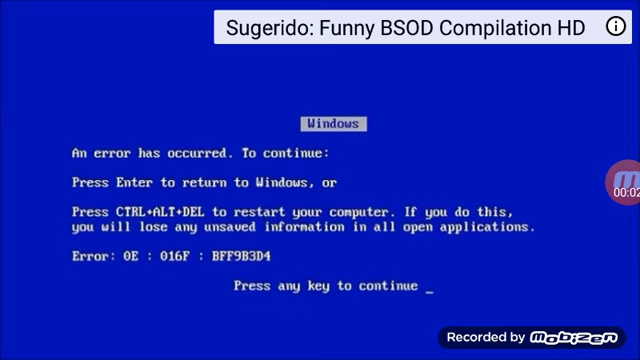 Sugerido: Funny BSOD Compilation HD
Windows
An error has occurred. To continue:
Press Enter to return to Windows, or
00:02
Press CTRL+ALT+DEL to restart your computer. If you do this,
you will lose any unsaved information in all open applications.
Error: 0E : 016F : BFF9B3D4
Press any key to continue _
Recorded by Mobizen